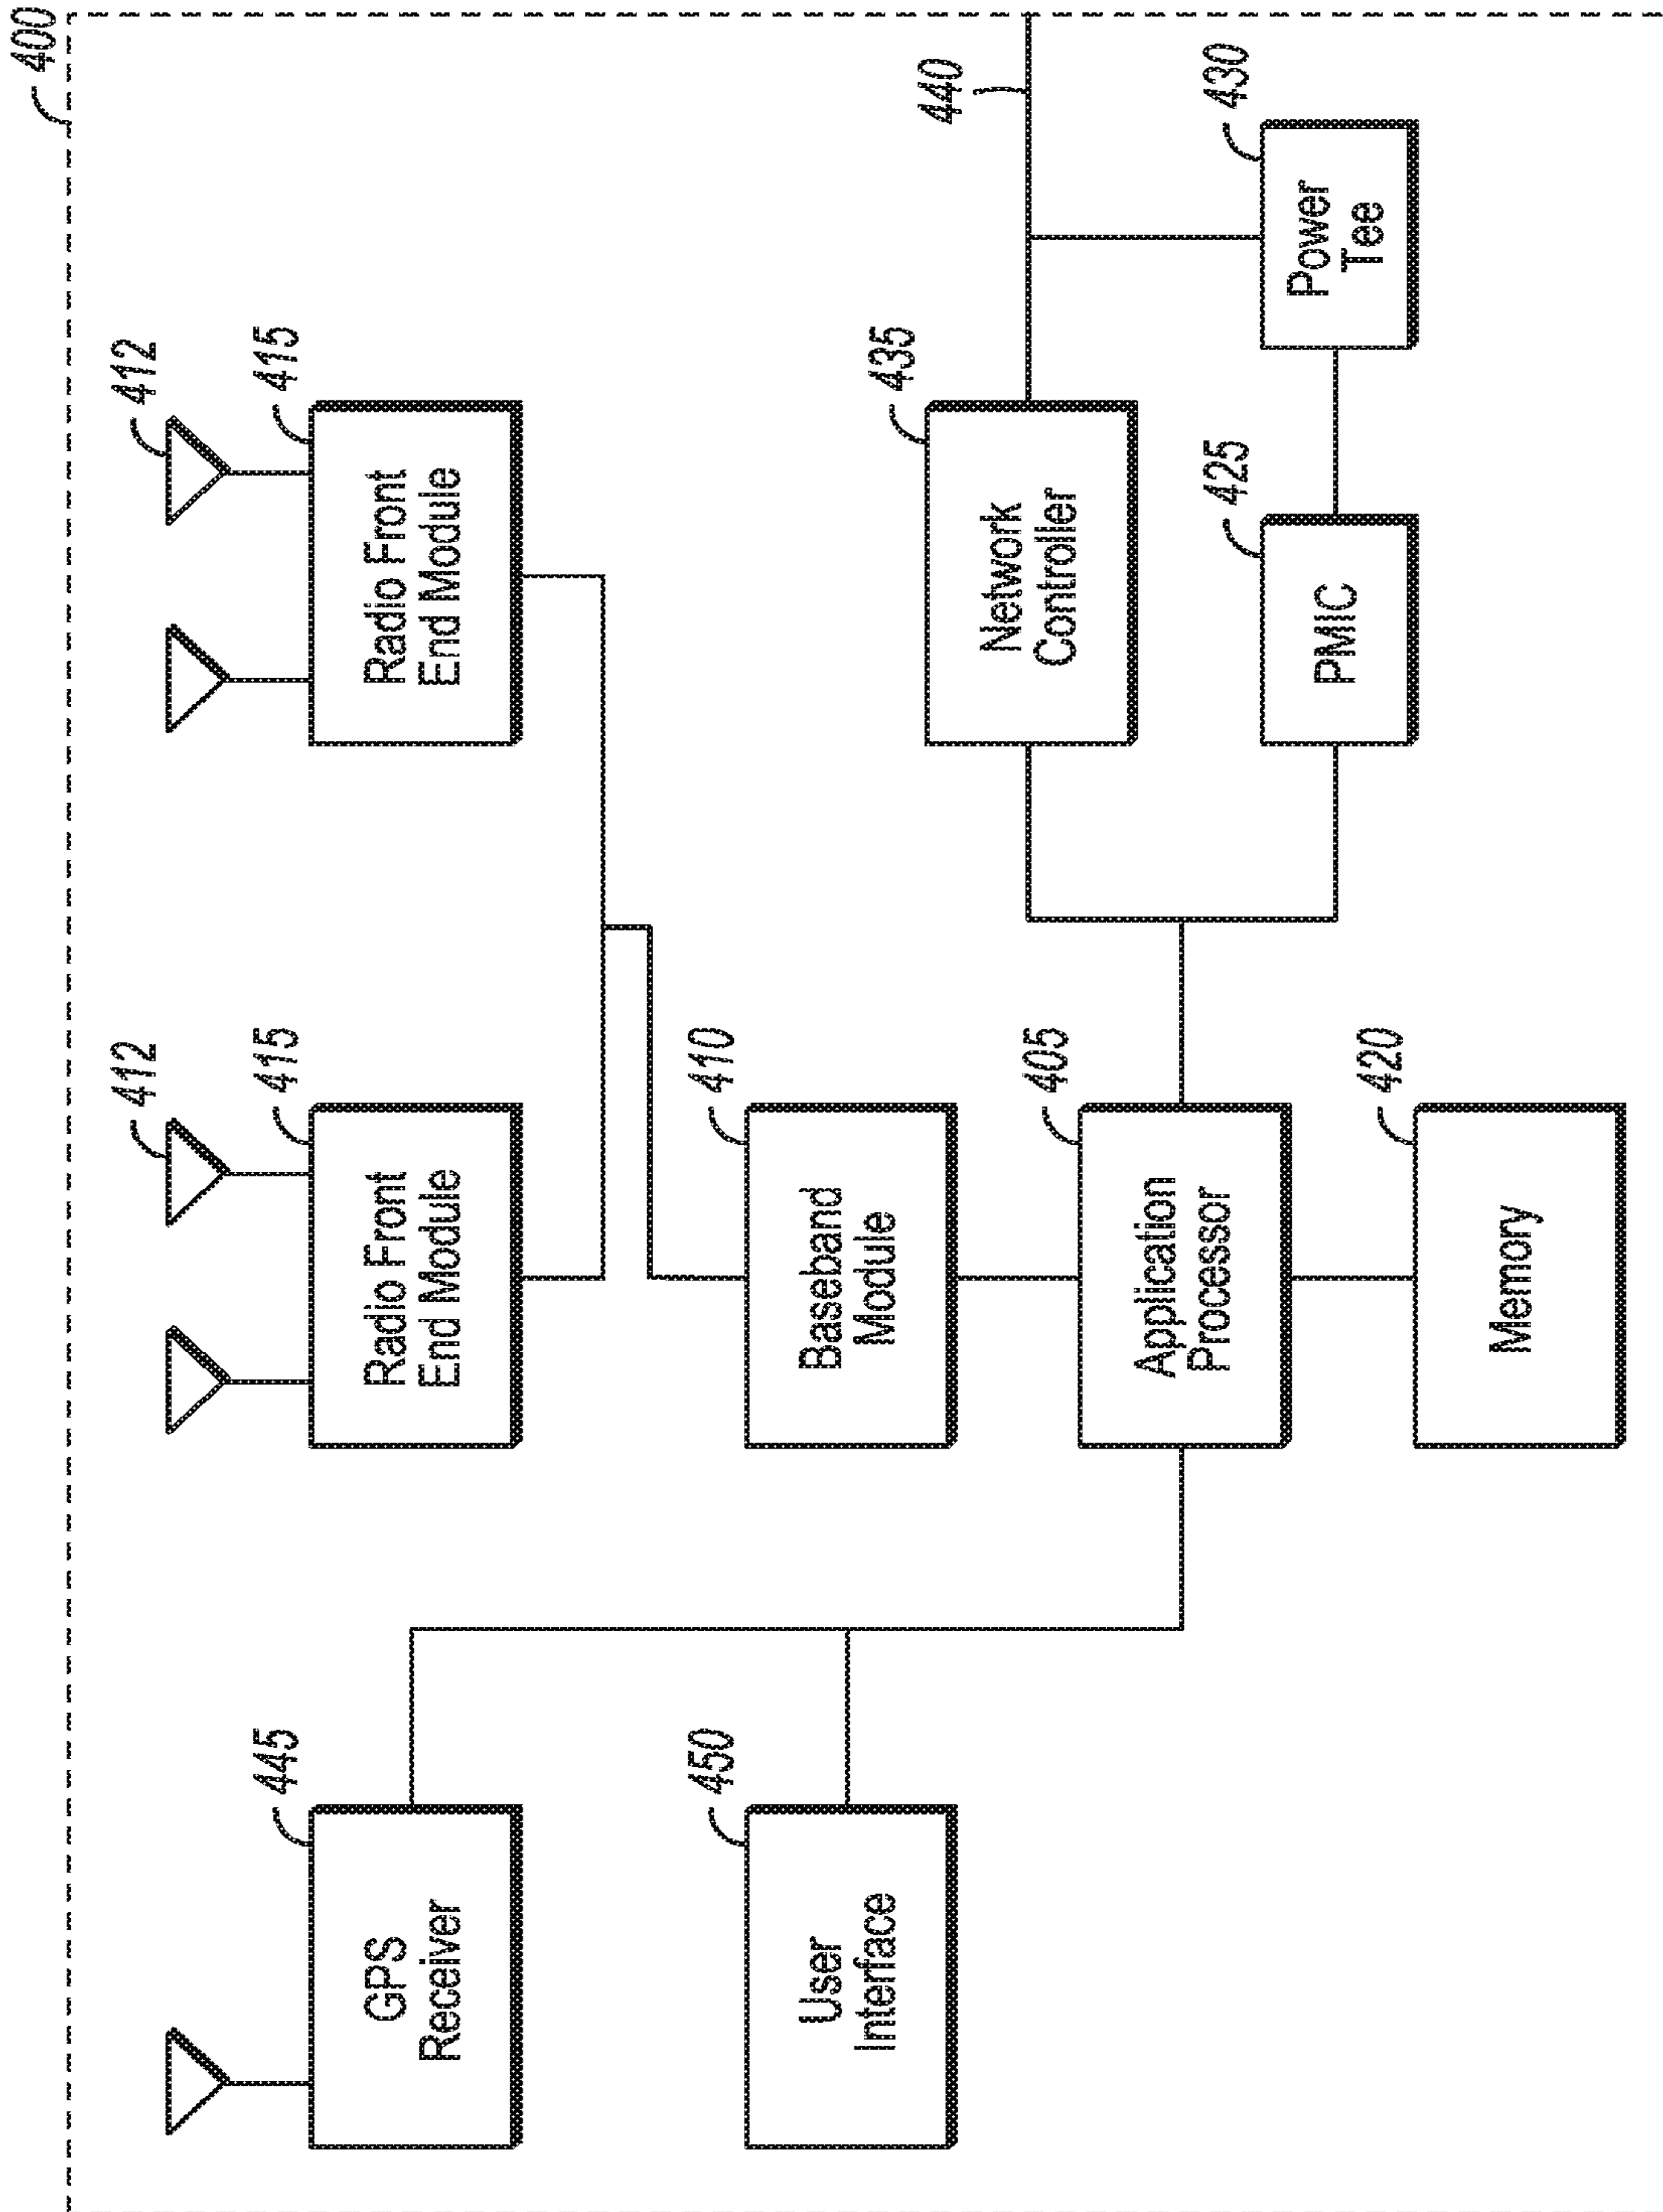 400
412
412
445
415
415
GPS
Receiver
Radio Front
End Module
Radio Front
End Module
450
410
User
Interface
Baseband
Module
435
440
Network
Controller
405
Application
Processor
425
430
PMIC
Power
Tee
420
Memory